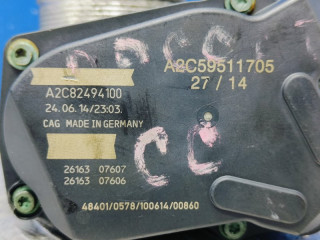 A2C59511705
27 / 14
A2C82494100
24.06.14/23:03.
CAG MADE IN GERMANY
CC
26163 07607
26163 07606
48401/0578/100614/00860